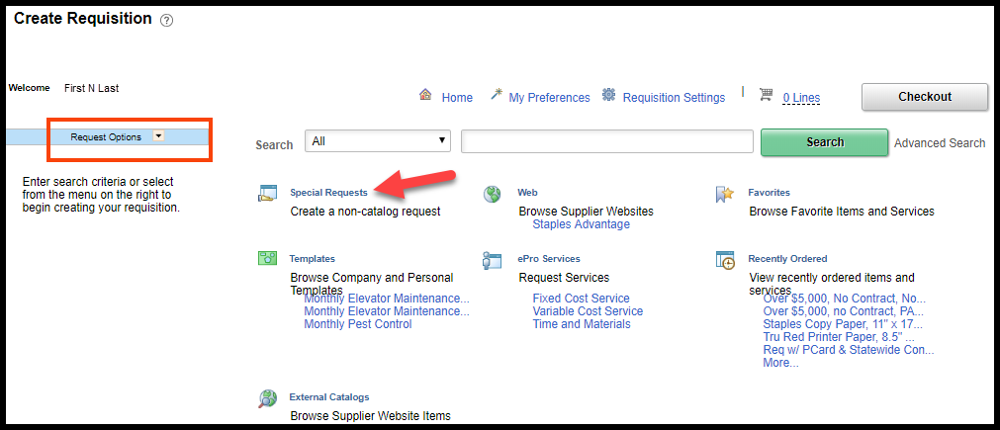 Create Requisition ?
Welcome First N Last
Home My Preferences Requisition Settings 0 Lines Checkout
Request Options
Search All Search Advanced Search
Enter search criteria or select
from the menu on the right to
begin creating your requisition.
Special Requests
Create a non-catalog request
Web
Browse Supplier Websites
Staples Advantage
Favorites
Browse Favorite Items and Services
Templates
Browse Company and Personal
Templates
Monthly Elevator Maintenance...
Monthly Elevator Maintenance...
Monthly Pest Control
ePro Services
Request Services
Fixed Cost Service
Variable Cost Service
Time and Materials
Recently Ordered
View recently ordered items and
services
Over $5,000, No Contract, No...
Over $5,000, no Contract, PA...
Staples Copy Paper, 11" x 17...
Tru Red Printer Paper, 8.5" ...
Req w/ PCard & Statewide Con...
More...
External Catalogs
Browse Supplier Website Items